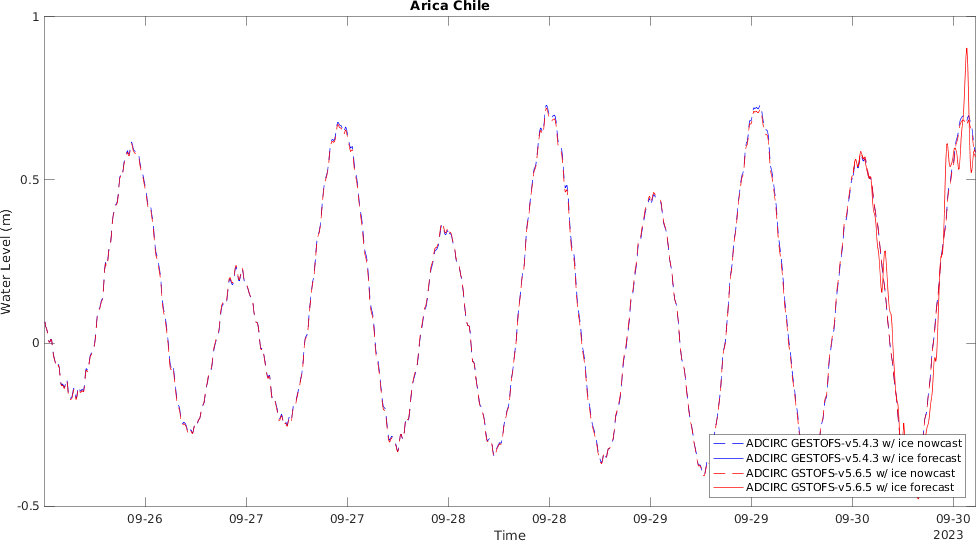 Arica Chile
1
0.5
0
-0.5
Water Level (m)
ADCIRC GESTOFS-v5.4.3 w/ ice nowcast
ADCIRC GESTOFS-v5.4.3 w/ ice forecast
ADCIRC GSTOFS-v5.6.5 w/ ice nowcast
ADCIRC GSTOFS-v5.6.5 w/ ice forecast
09-26 09-27 09-27 09-28 09-28 09-29 09-29 09-30 09-30
Time
2023